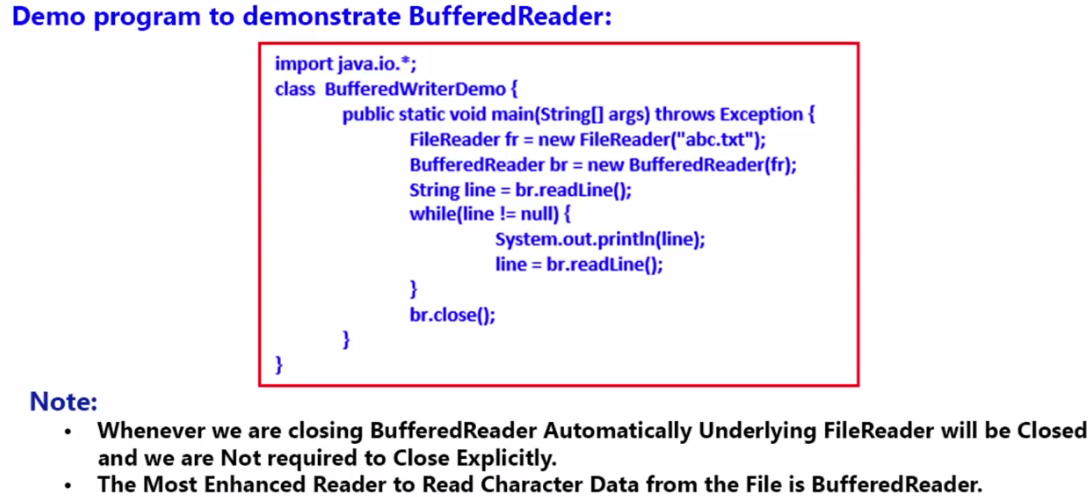 Demo program to demonstrate BufferedReader:
import java.io.*;
class BufferedWriterDemo {
public static void main(String[] args) throws Exception {
FileReader fr = new FileReader("abc.txt");
BufferedReader br = new BufferedReader(fr);
String line = br.readLine();
while(line != null) {
System.out.println(line);
line = br.readLine();
}
br.close();
}
}
Note:
• Whenever we are closing BufferedReader Automatically Underlying FileReader will be Closed
and we are Not required to Close Explicitly.
• The Most Enhanced Reader to Read Character Data from the File is BufferedReader.